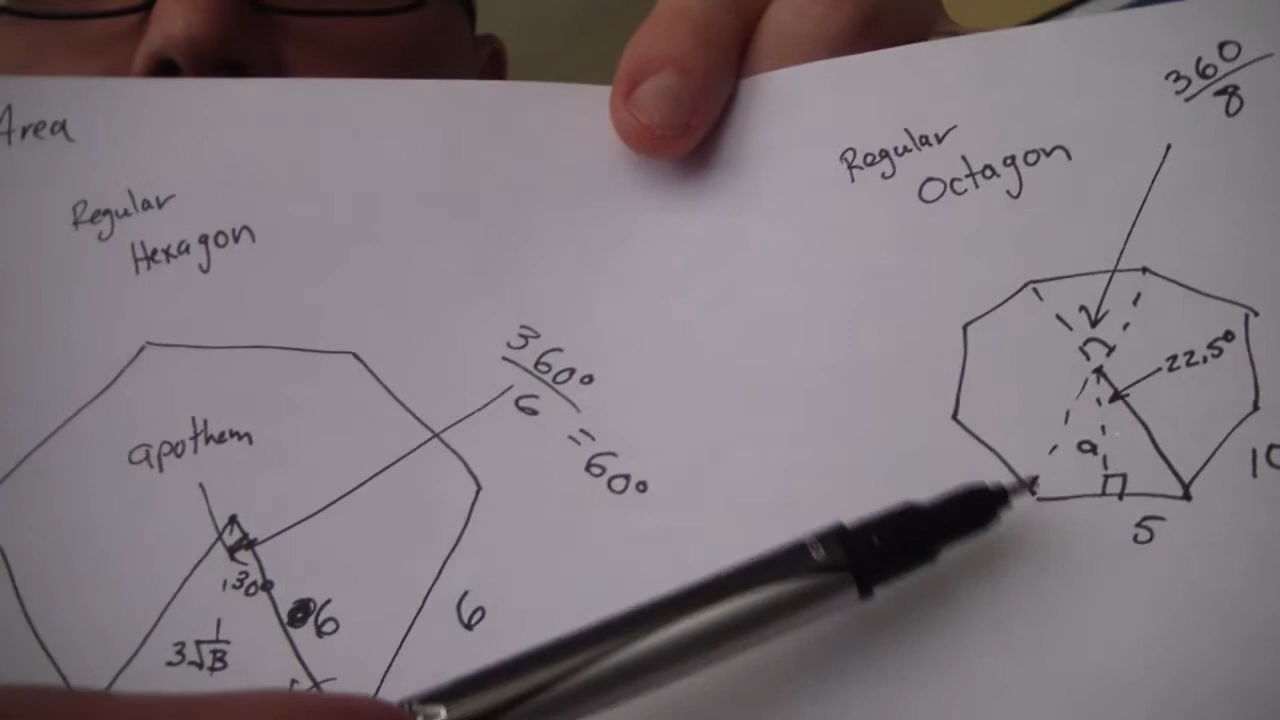 Area
Regular
Hexagon
360°
6
= 60°
apothem
30°
6
3√3
6
Regular
Octagon
360
8
22.5°
a
10
5